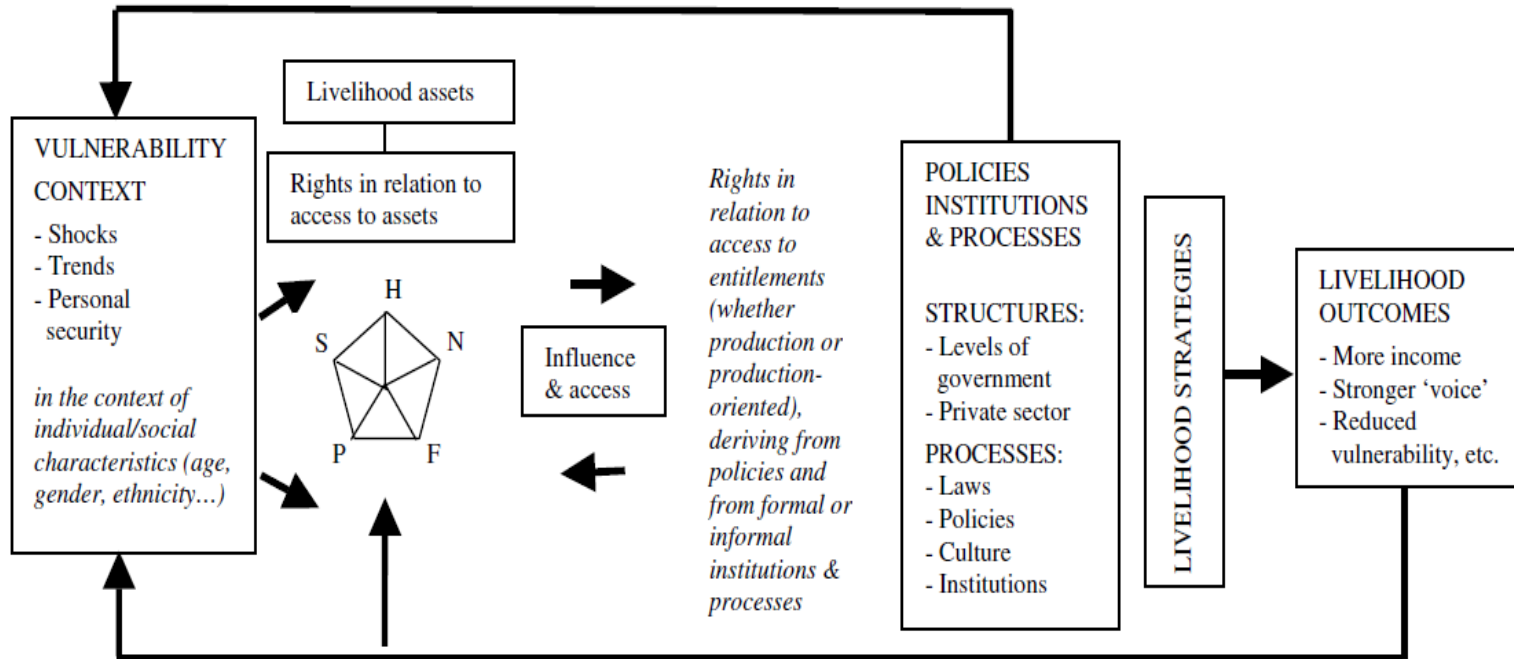 Livelihood assets
Rights in relation to
access to assets
VULNERABILITY
CONTEXT
- Shocks
- Trends
- Personal
security
in the context of
individual/social
characteristics (age,
gender, ethnicity…)
H
S
N
P
F
Influence
& access
Rights in
relation to
access to
entitlements
(whether
production or
production-
oriented),
deriving from
policies and
from formal or
informal
institutions &
processes
POLICIES
INSTITUTIONS
& PROCESSES
STRUCTURES:
- Levels of
government
- Private sector
PROCESSES:
- Laws
- Policies
- Culture
- Institutions
LIVELIHOOD STRATEGIES
LIVELIHOOD
OUTCOMES
- More income
- Stronger ‘voice’
- Reduced
vulnerability, etc.